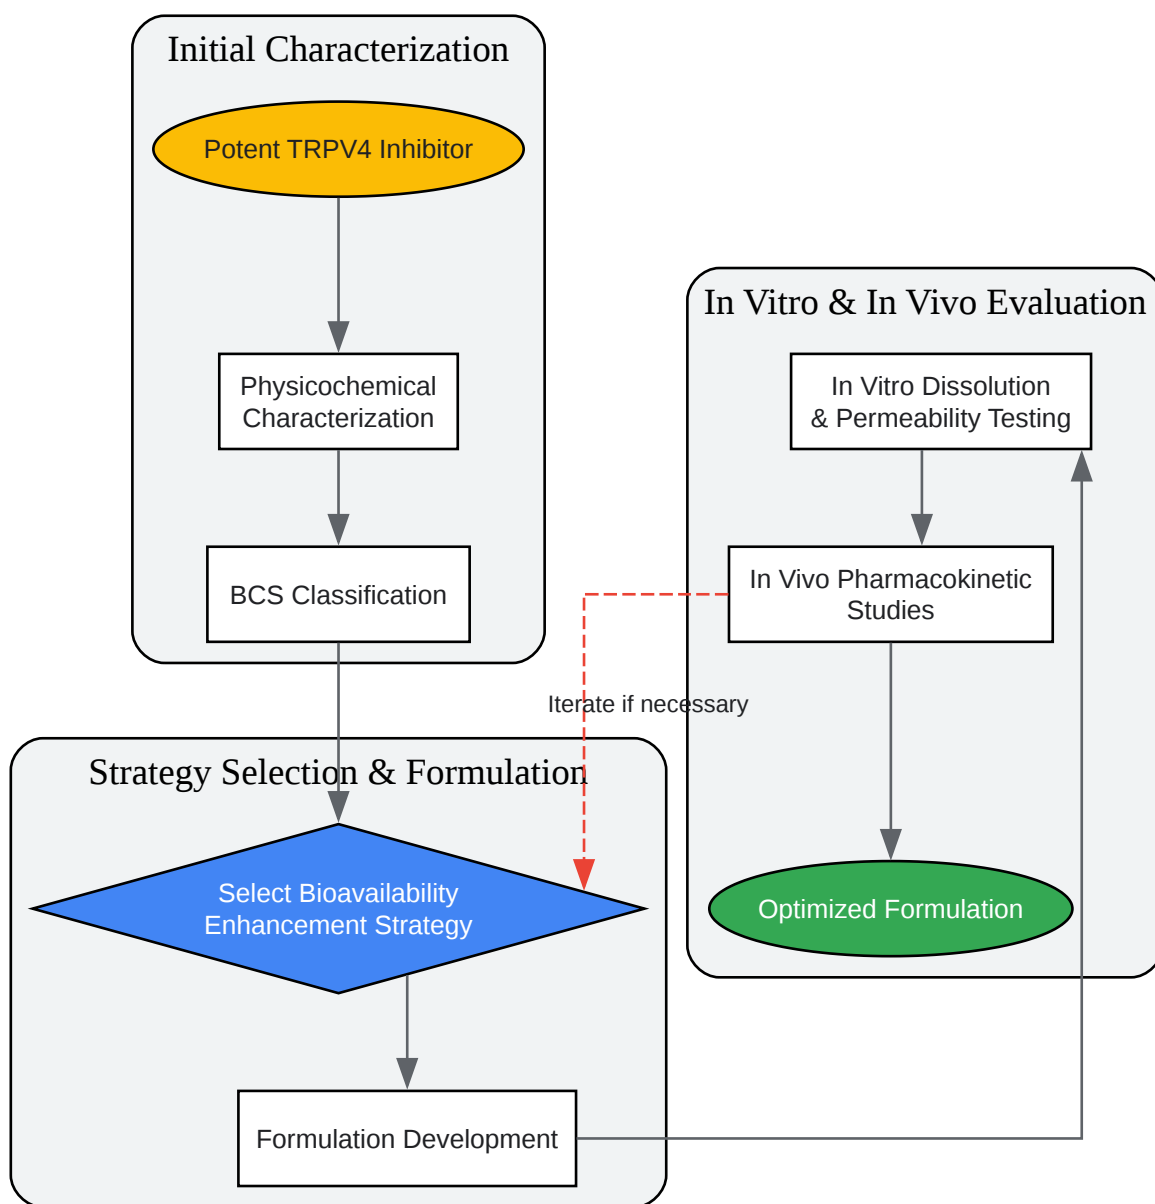 Initial Characterization
Potent TRPV4 Inhibitor
Physicochemical
Characterization
BCS Classification
In Vitro & In Vivo Evaluation
In Vitro Dissolution
& Permeability Testing
In Vivo Pharmacokinetic
Studies
Iterate if necessary
Strategy Selection & Formulation
Select Bioavailability
Enhancement Strategy
Optimized Formulation
Formulation Development